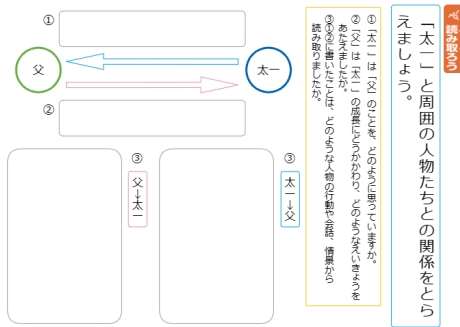 読み取ろう
「太一」と周囲の人物たちとの関係をとら
えましょう。
①「太一」は「父」のことを、どのように思っていますか。
②「父」は「太一」の成長にどうかかわり、どのようなえいきょうを
あたえましたか。
③①②に書いたことは、どのような人物の行動や会話、情景から
読み取りましたか。
①
父
太一
②
③
太一→父
③
父→太一